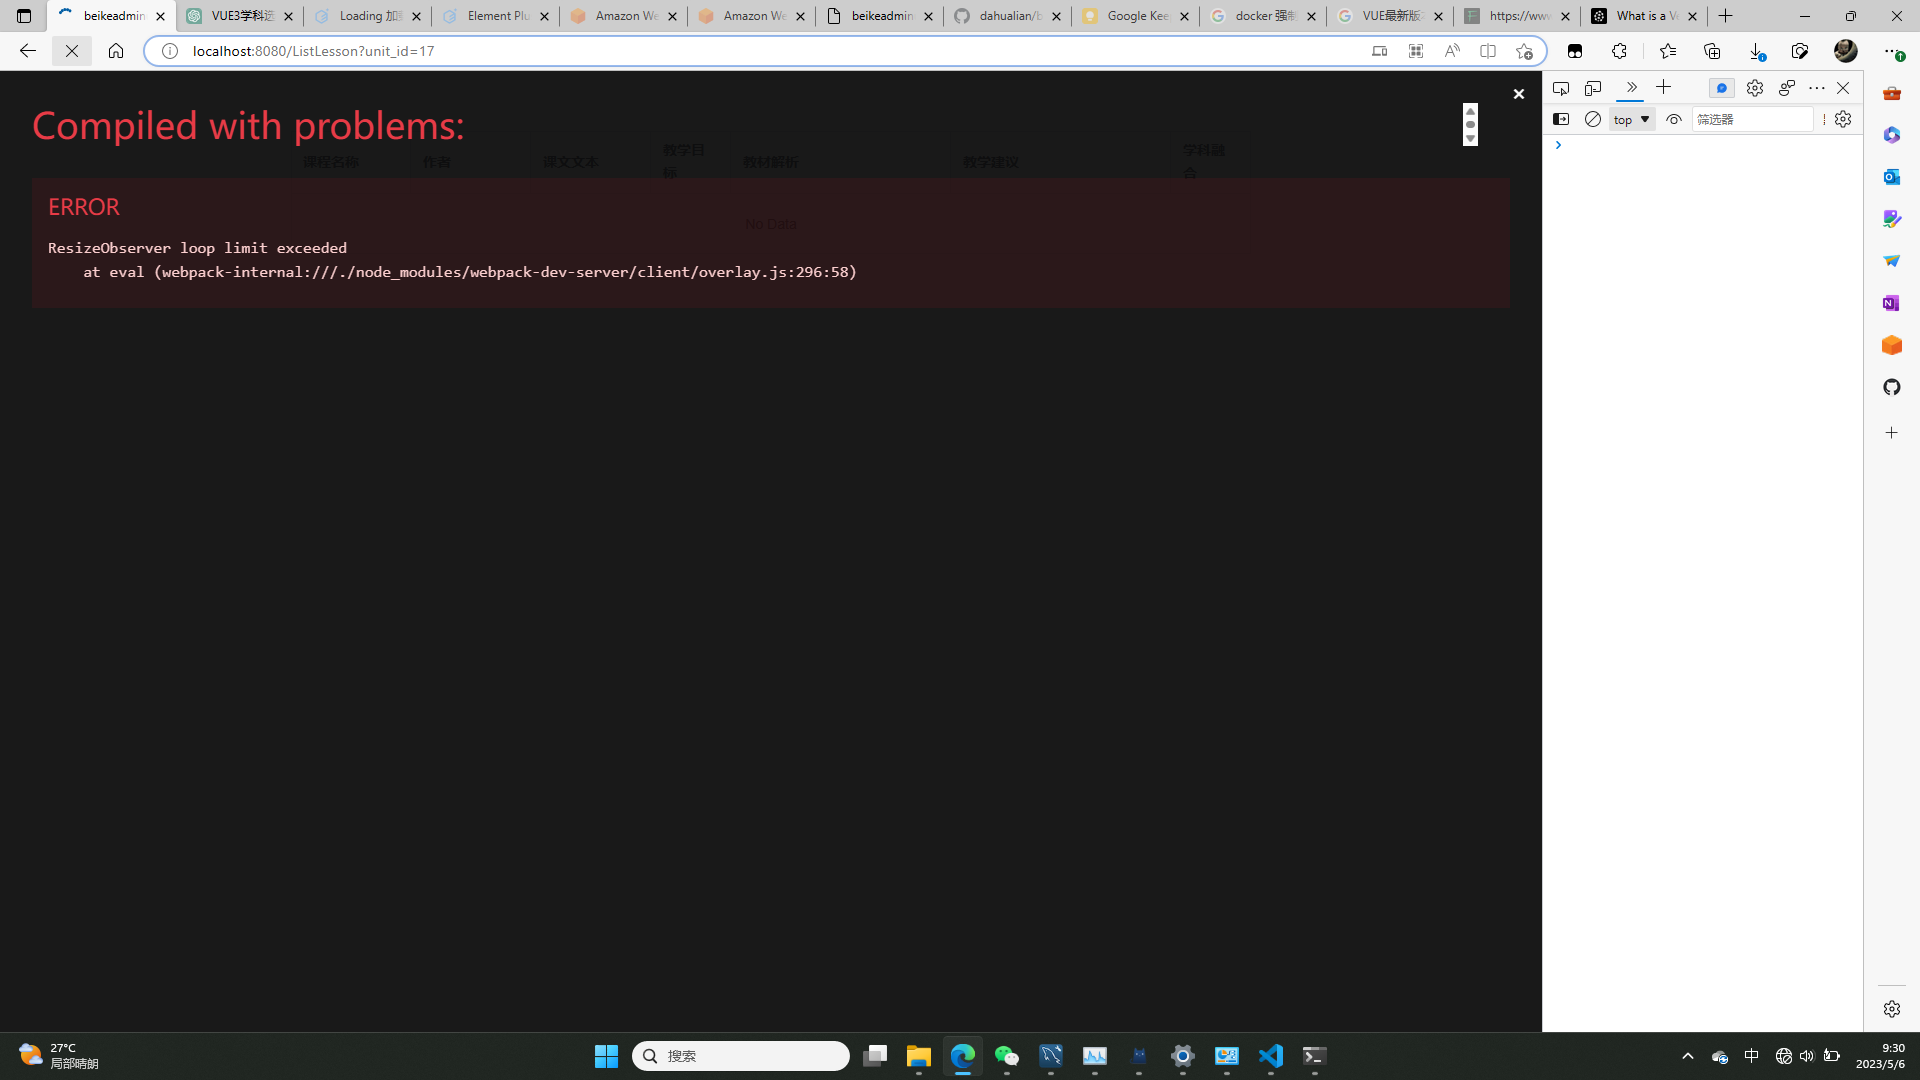 beikeadmin
VUE3学科选
Loading 加
Element Plu
Amazon We
Amazon We
beikeadmin
dahualian/b
Google Kee
docker 强制
VUE最新版
https://www
What is a Ve
localhost:8080/ListLesson?unit_id=17
Compiled with problems:
课程名称 作者 课文文本 教学目标 教材解析 教学建议 学科融合
ERROR
No Data
ResizeObserver loop limit exceeded
at eval (webpack-internal:///./node_modules/webpack-dev-server/client/overlay.js:296:58)
top
筛选器
27°C
局部晴朗
搜索
中
9:30
2023/5/6